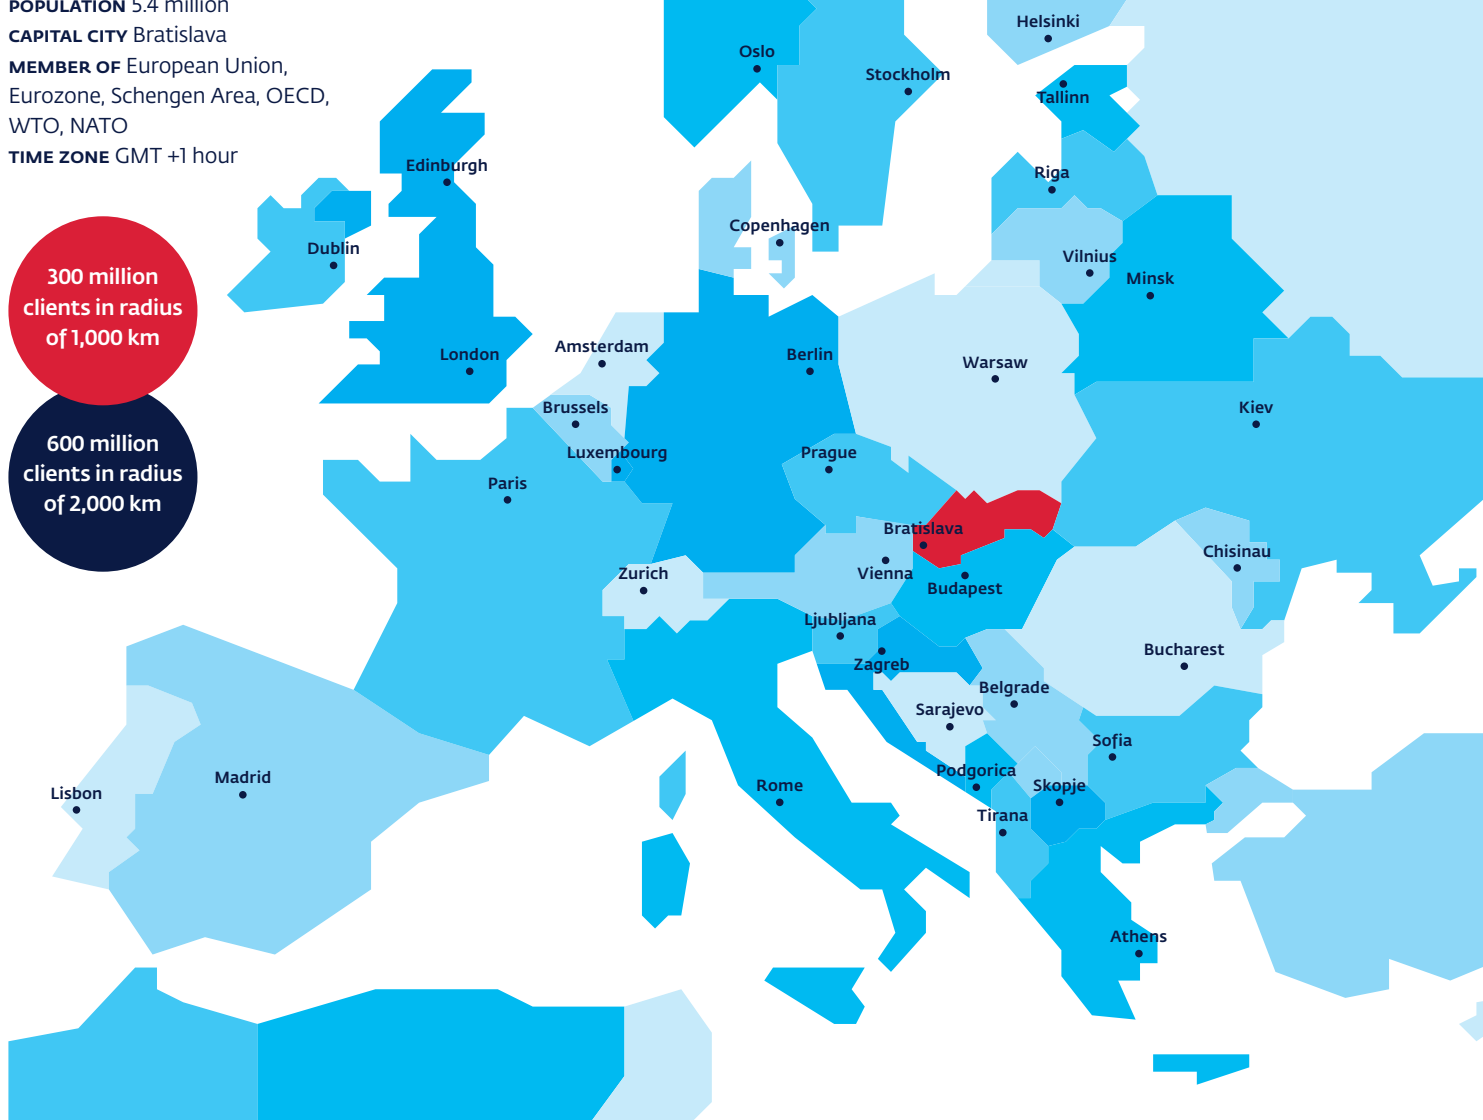 POPULATION 5.4 million
CAPITAL CITY Bratislava
MEMBER OF European Union,
Eurozone, Schengen Area, OECD,
WTO, NATO
TIME ZONE GMT +1 hour
300 million
clients in radius
of 1,000 km
600 million
clients in radius
of 2,000 km
Helsinki
Oslo
Stockholm
Tallinn
Edinburgh
Riga
Copenhagen
Dublin
Vilnius
Minsk
London
Amsterdam
Berlin
Warsaw
Brussels
Kiev
Luxembourg
Prague
Paris
Bratislava
Chisinau
Zurich
Vienna
Budapest
Ljubljana
Zagreb
Bucharest
Belgrade
Sarajevo
Sofia
Madrid
Lisbon
Podgorica
Rome
Skopje
Tirana
Athens